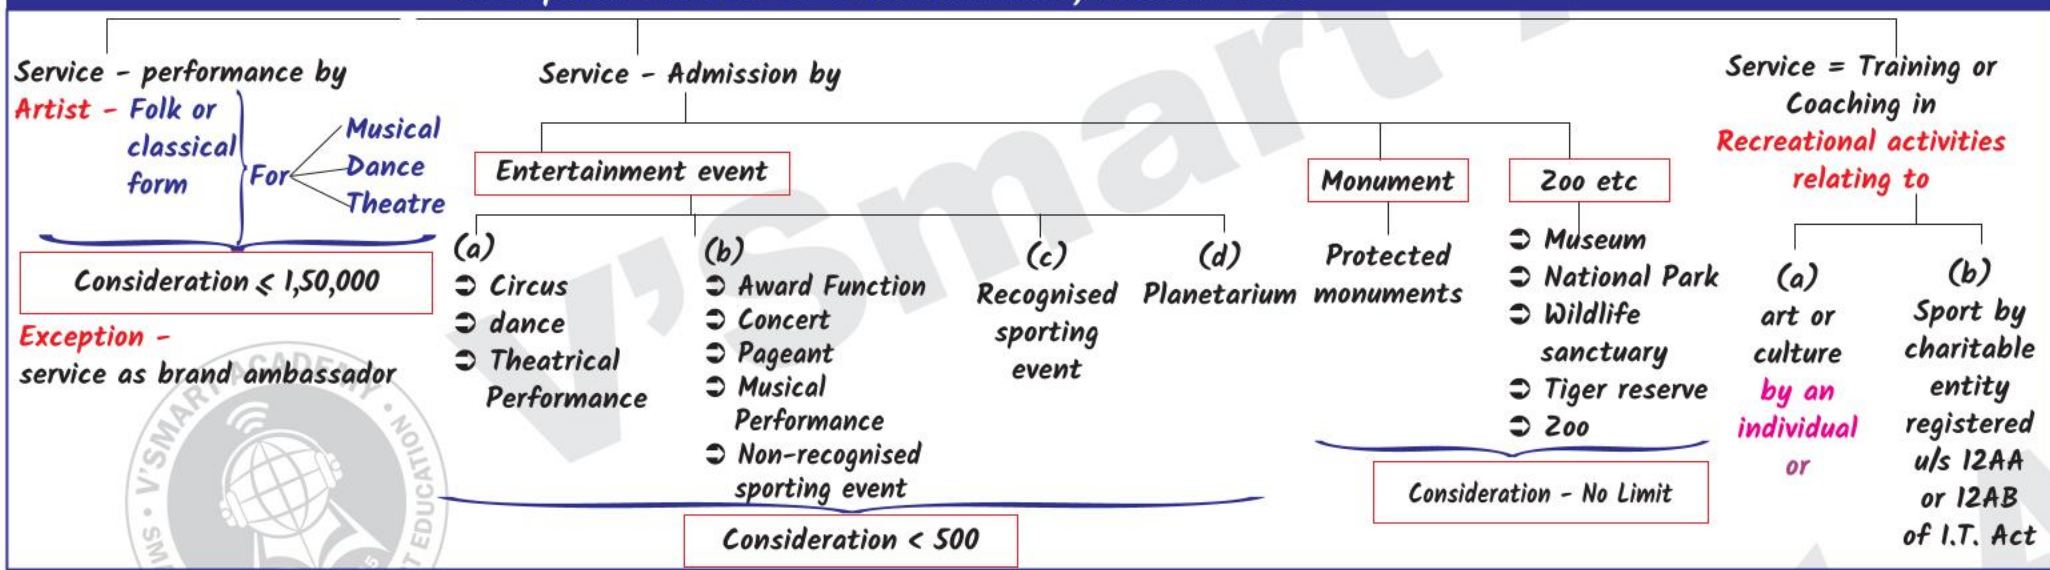 Service - performance by
Artist - Folk or
classical
form
For
Musical
Dance
Theatre
Consideration ⩽ 1,50,000
Exception -
service as brand ambassador
Service - Admission by
Entertainment event
(a)
➲ Circus
➲ dance
➲ Theatrical
Performance
(b)
➲ Award Function
➲ Concert
➲ Pageant
➲ Musical
Performance
➲ Non-recognised
sporting event
(c)
Recognised
sporting
event
(d)
Planetarium
Consideration < 500
Monument
Protected
monuments
Zoo etc
➲ Museum
➲ National Park
➲ Wildlife
sanctuary
➲ Tiger reserve
➲ Zoo
Consideration - No Limit
Service = Training or
Coaching in
Recreational activities
relating to
(a)
art or
culture
by an
individual
or
(b)
Sport by
charitable
entity
registered
u/s 12AA
or 12AB
of I.T. Act
V'Smart
V'SMART ACADEMY